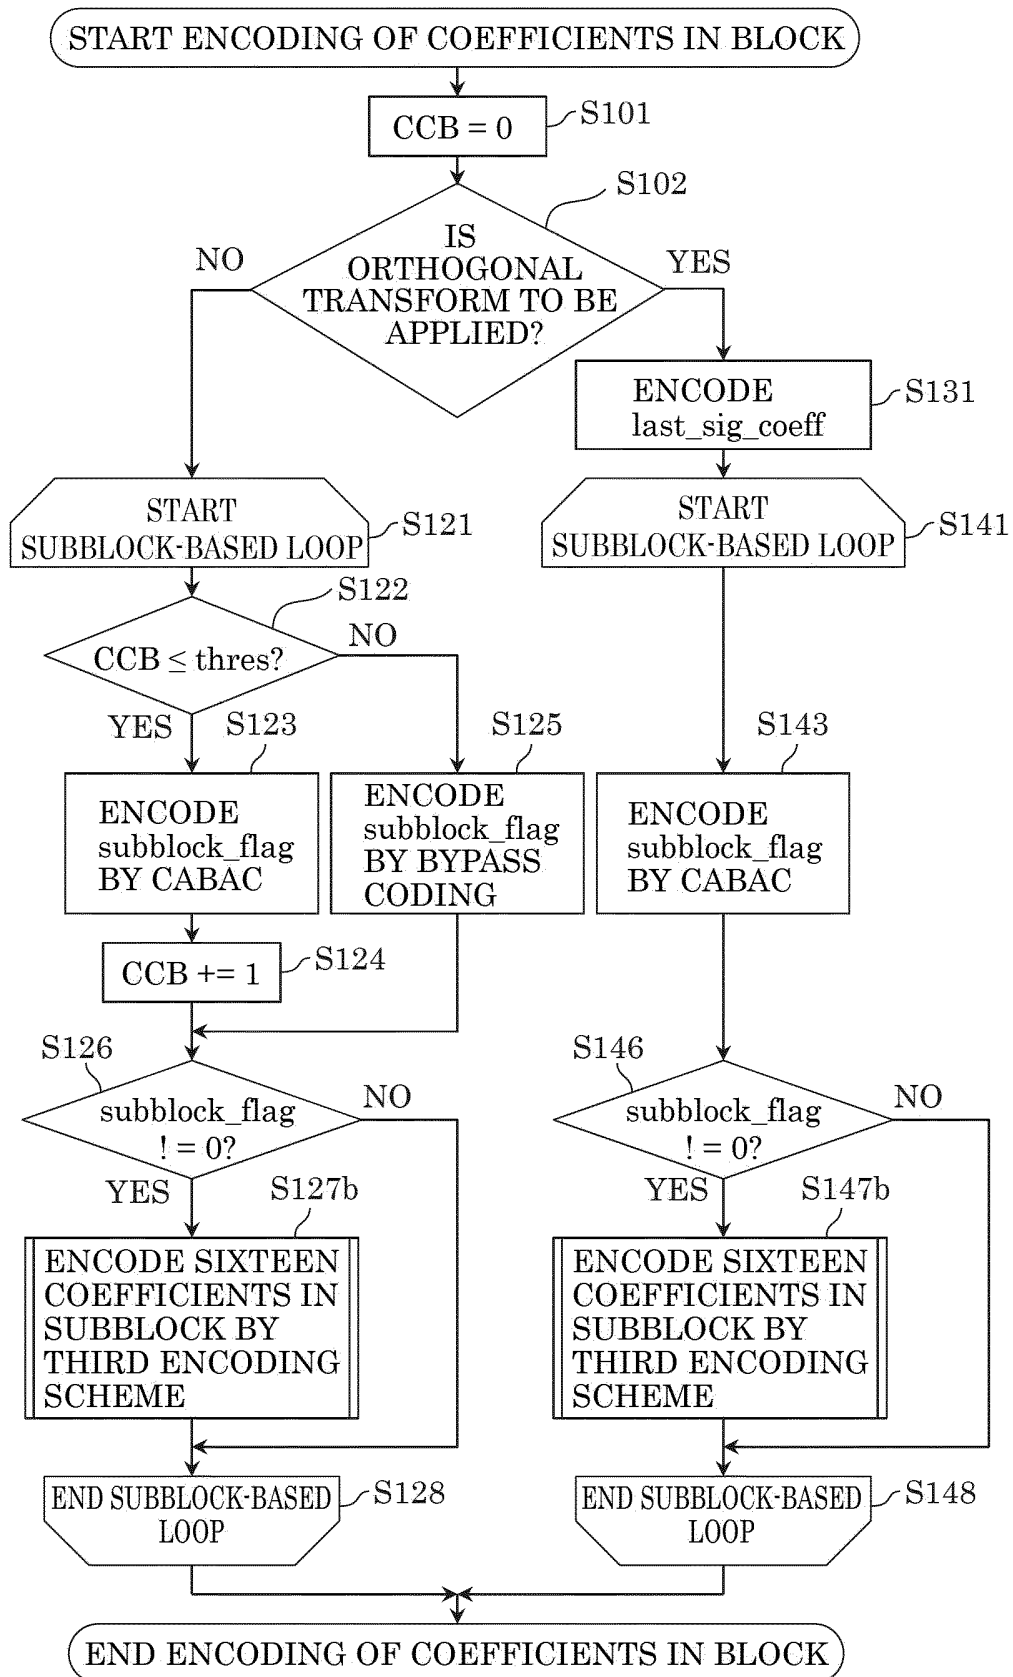 START ENCODING OF COEFFICIENTS IN BLOCK
CCB = 0
S101
S102
IS
ORTHOGONAL
TRANSFORM TO BE
APPLIED?
NO
YES
ENCODE
last_sig_coeff
S131
START
SUBBLOCK-BASED LOOP
S121
START
SUBBLOCK-BASED LOOP
S141
S122
CCB ≤ thres?
NO
YES
S123
S125
S143
ENCODE
subblock_flag
BY CABAC
ENCODE
subblock_flag
BY BYPASS
CODING
ENCODE
subblock_flag
BY CABAC
CCB += 1
S124
S126
subblock_flag
! = 0?
NO
YES
S146
subblock_flag
! = 0?
NO
YES
S127b
ENCODE SIXTEEN
COEFFICIENTS IN
SUBBLOCK BY
THIRD ENCODING
SCHEME
S147b
ENCODE SIXTEEN
COEFFICIENTS IN
SUBBLOCK BY
THIRD ENCODING
SCHEME
END SUBBLOCK-BASED
LOOP
S128
END SUBBLOCK-BASED
LOOP
S148
END ENCODING OF COEFFICIENTS IN BLOCK